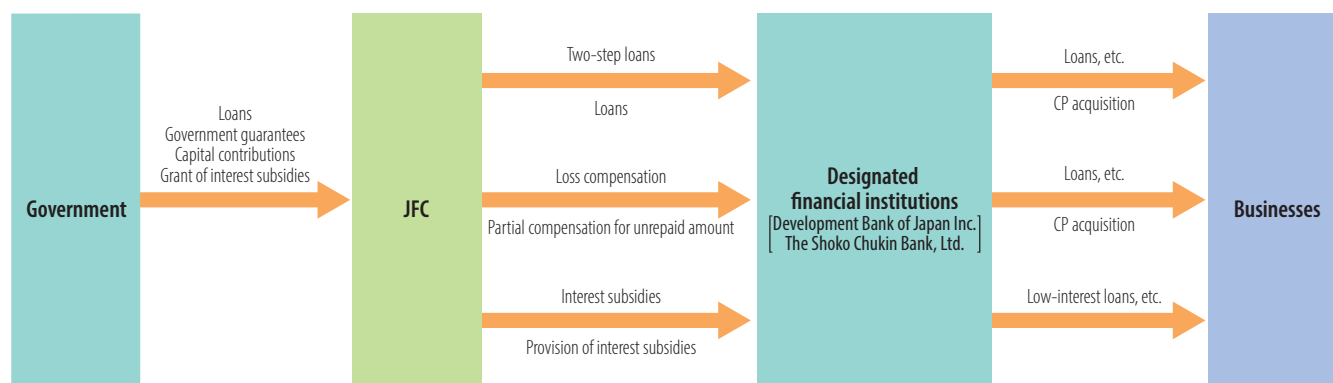 Government
Loans
Government guarantees
Capital contributions
Grant of interest subsidies
JFC
Two-step loans
Loans
Loss compensation
Partial compensation for unrepaid amount
Interest subsidies
Provision of interest subsidies
Designated
financial institutions
[Development Bank of Japan Inc.
The Shoko Chukin Bank, Ltd.]
Loans, etc.
CP acquisition
Loans, etc.
CP acquisition
Low-interest loans, etc.
Businesses